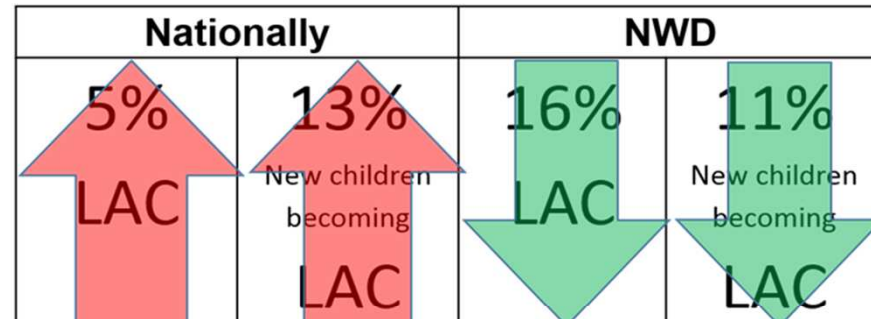 Nationally
NWD
5%
LAC
13%
New children
becoming
LAC
16%
LAC
11%
New children
becoming
LAC